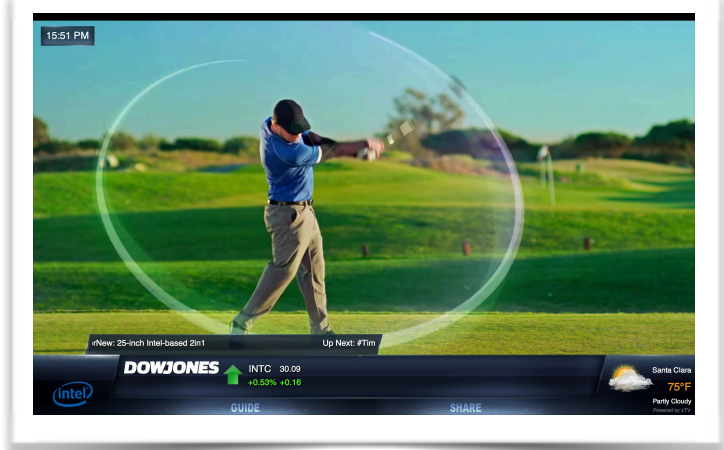 15:51 PM
rNew: 25-inch Intel-based 2in1
Up Next: #Tim
DOWJONES
INTC 30.09
+0.53% +0.16
intel
Santa Clara
75°F
Partly Cloudy
Powered by xTV
GUIDE
SHARE